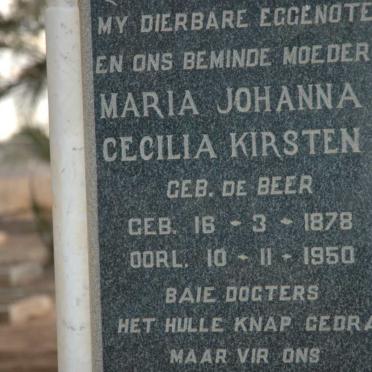 MY DIERBARE EGGENOTE
EN ONS BEMINDE MOEDER
MARIA JOHANNA
CECILIA KIRSTEN
GEB. DE BEER
GEB. 16 - 3 - 1878
OORL. 10 - 11 - 1950
BAIE DOGTERS
HET HULLE KNAP GEDRA
MAAR VIR ONS